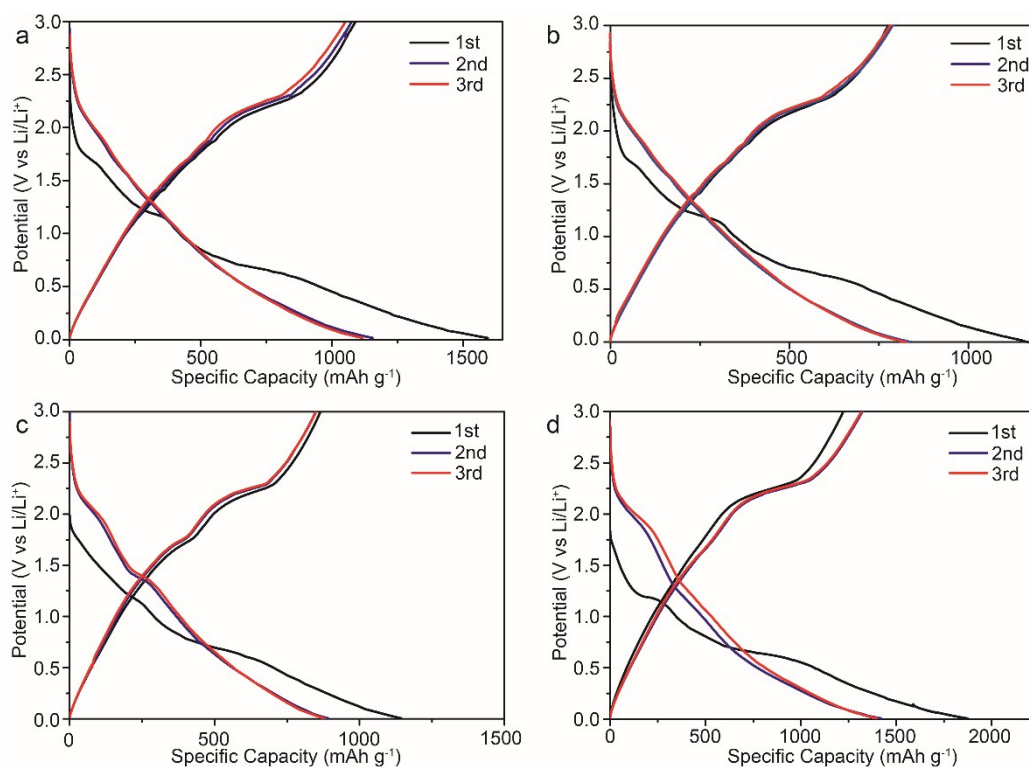 a
1st
2nd
3rd
3.0
2.5
2.0
1.5
1.0
0.5
0.0
Potential (V vs Li/Li⁺)
0 500 1000 1500
Specific Capacity (mAh g⁻¹)
b
1st
2nd
3rd
3.0
2.5
2.0
1.5
1.0
0.5
0.0
Potential (V vs Li/Li⁺)
0 500 1000
Specific Capacity (mAh g⁻¹)
c
1st
2nd
3rd
3.0
2.5
2.0
1.5
1.0
0.5
0.0
Potential (V vs Li/Li⁺)
0 500 1000 1500
Specific Capacity (mAh g⁻¹)
d
1st
2nd
3rd
3.0
2.5
2.0
1.5
1.0
0.5
0.0
Potential (V vs Li/Li⁺)
0 250 500 750 1000 1250 1500 1750 2000
Specific Capacity (mAh g⁻¹)